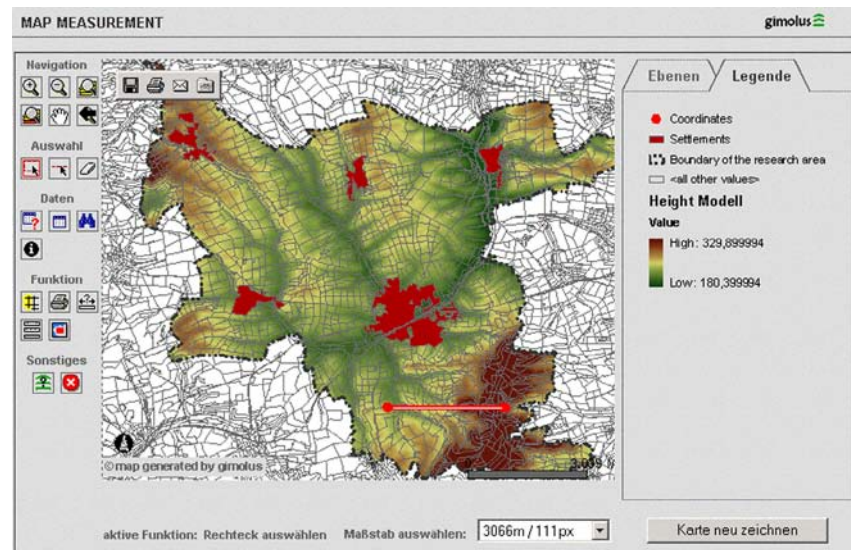 MAP MEASUREMENT
gimolus
Navigation
Auswahl
Daten
Funktion
Sonstiges
© map generated by gimolus
Ebenen
Legende
Coordinates
Settlements
Boundary of the research area
<all other values>
Height Modell
Value
High: 329,899994
Low: 180,399994
aktive Funktion: Rechteck auswählen
Maßstab auswählen:
3066m / 111px
Karte neu zeichnen